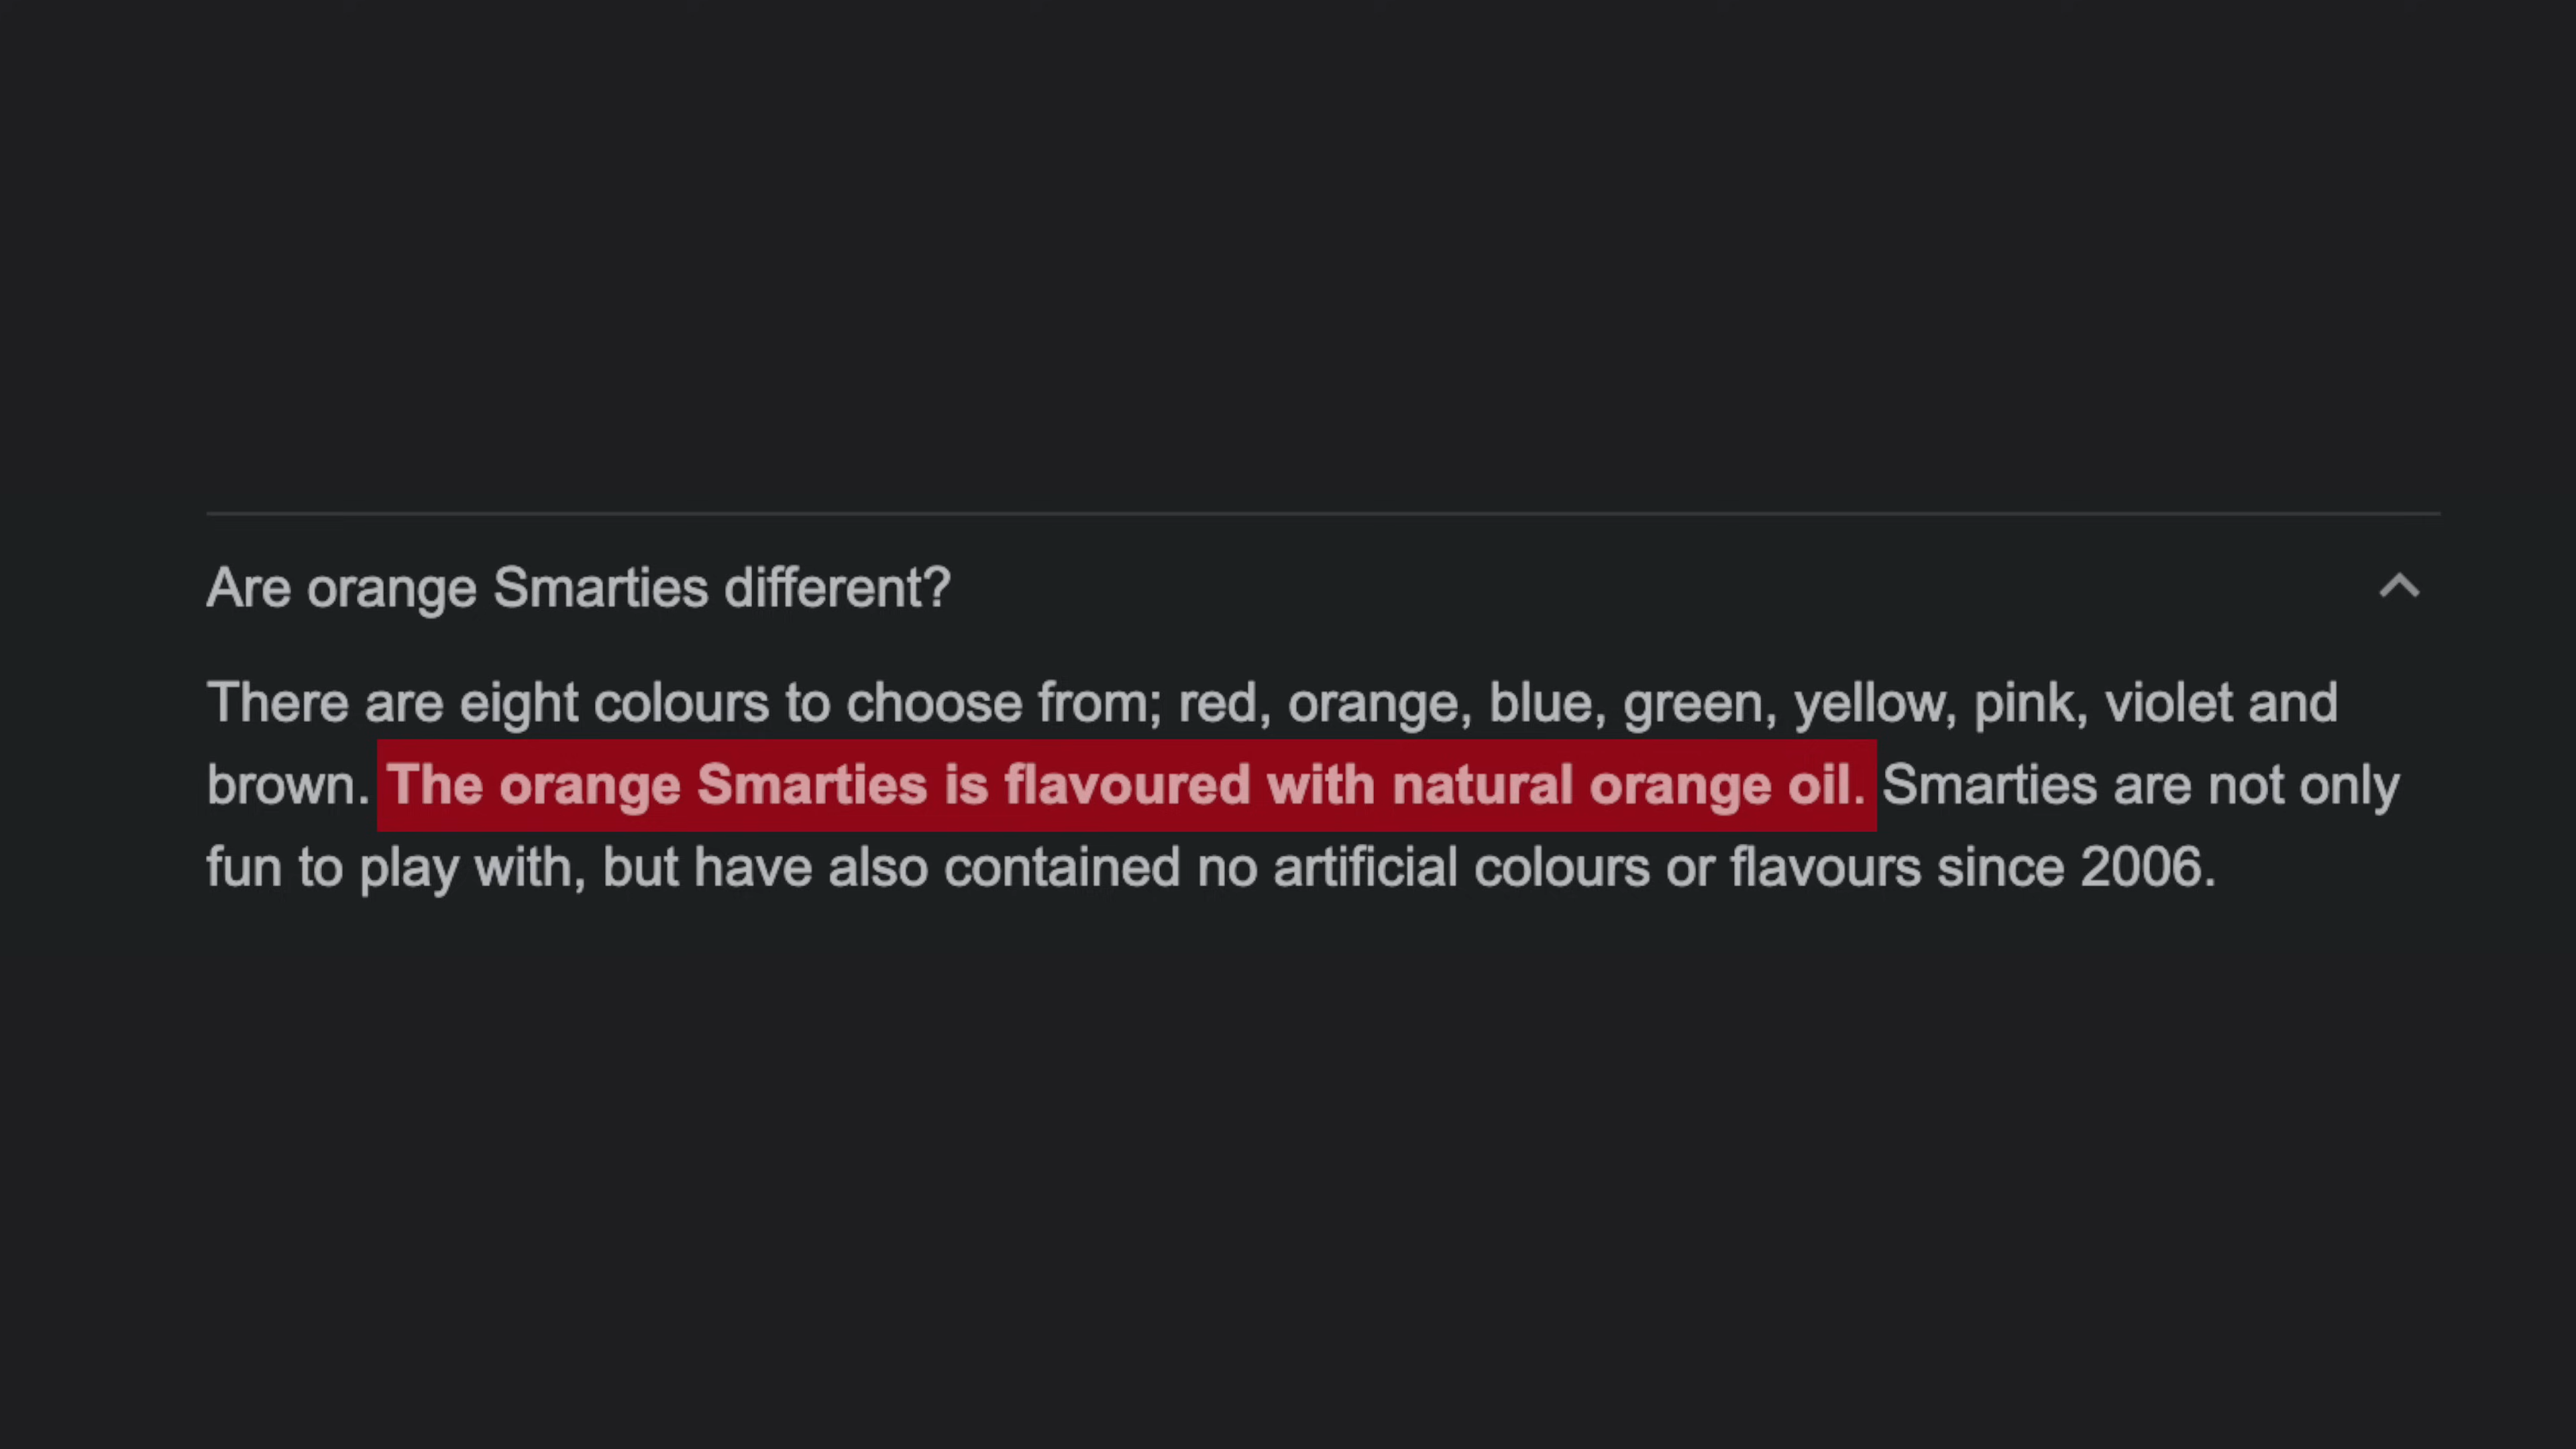 Are orange Smarties different?
There are eight colours to choose from; red, orange, blue, green, yellow, pink, violet and
brown. The orange Smarties is flavoured with natural orange oil. Smarties are not only
fun to play with, but have also contained no artificial colours or flavours since 2006.